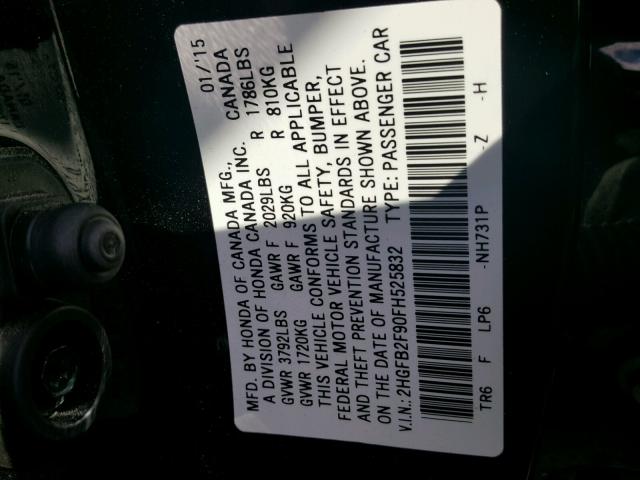 MFD. BY HONDA OF CANADA MFG., 01/'15
A DIVISION OF HONDA CANADA INC. CANADA
GVWR 3792LBS GAWR F 2029LBS R 1786LBS
GVWR 1720KG GAWR F 920KG R 810KG
THIS VEHICLE CONFORMS TO ALL APPLICABLE
FEDERAL MOTOR VEHICLE SAFETY, BUMPER,
AND THEFT PREVENTION STANDARDS IN EFFECT
ON THE DATE OF MANUFACTURE SHOWN ABOVE.
V.I.N.: 2HGFB2F90FH525832 TYPE: PASSENGER CAR
TR6 F LP6 -NH731P -Z -H